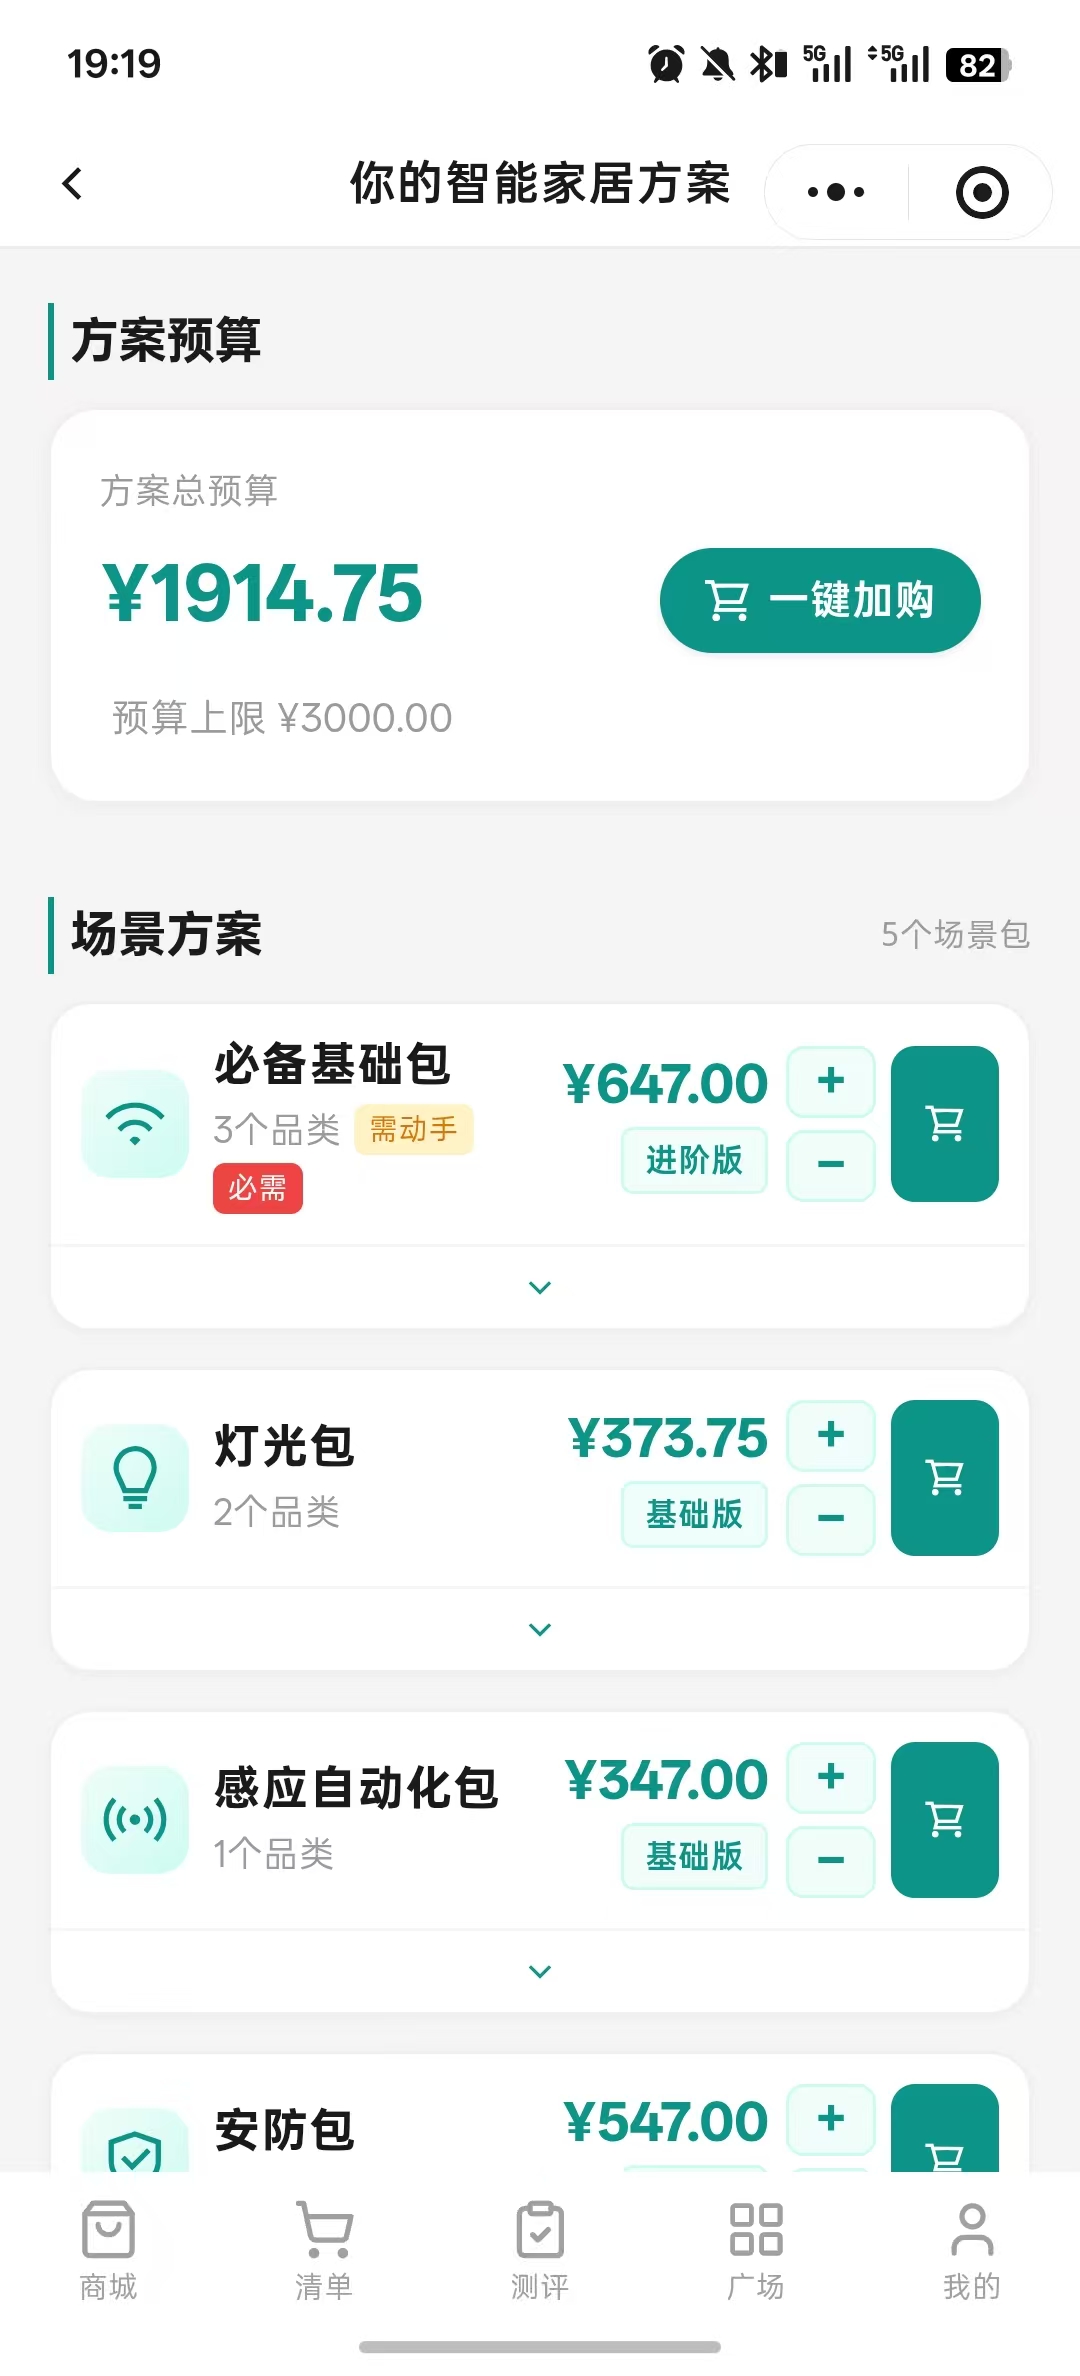 19:19
5G
5G
82
你的智能家居方案
方案预算
方案总预算
¥1914.75
一键加购
预算上限 ¥3000.00
场景方案
5个场景包
必备基础包
3个品类
需动手
必需
¥647.00
进阶版
+
−
灯光包
2个品类
¥373.75
基础版
+
−
感应自动化包
1个品类
¥347.00
基础版
+
−
安防包
¥547.00
+
商城
清单
测评
广场
我的